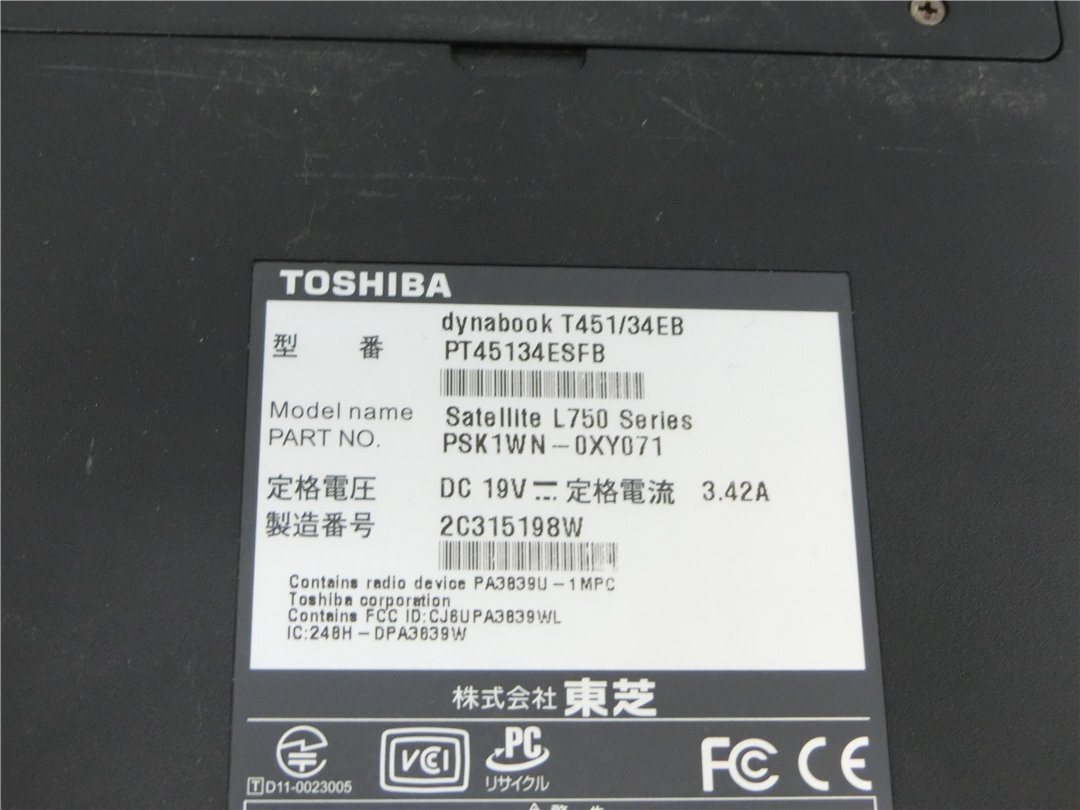 TOSHIBA
dynabook T451/34EB
型 番 PT45134ESFB
Model name Satellite L750 Series
PART NO. PSK1WN-0XY071
定格電圧 DC 19V 定格電流 3.42A
製造番号 2C315198W
Contains radio device PA3839U-1MPC
Toshiba corporation
Contains FCC ID:CJ6UPA3839WL
IC:248H-DPA3839W
株式会社 東芝
VCCI PC FC CE
リサイクル
T D11-0023005